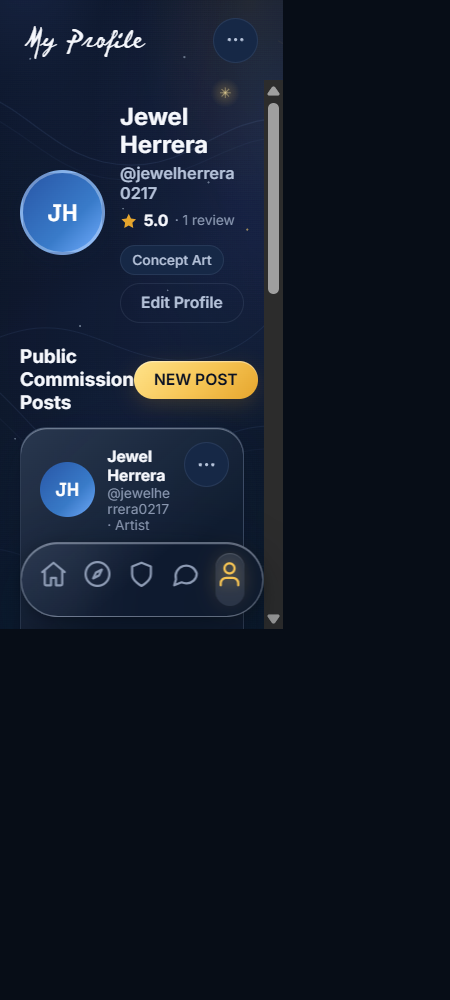 My Profile
Jewel
Herrera
@jewelherrera
0217
5.0 · 1 review
Concept Art
Edit Profile
Public
Commission
Posts
NEW POST
JH
JH
Jewel
Herrera
@jewelhe
rrera0217
· Artist